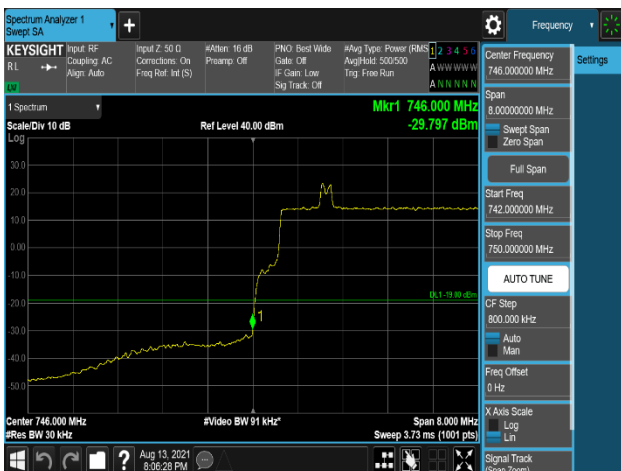 Spectrum Analyzer 1
Swept SA
+
Frequency
KEYSIGHT
RL
Input: RF
Coupling: AC
Align: Auto
Input Z: 50 Ω
Corrections: On
Freq Ref: Int (S)
#Atten: 16 dB
Preamp: Off
PNO: Best Wide
Gate: Off
IF Gain: Low
Sig Track: Off
#Avg Type: Power (RMS
Avg|Hold: 500/500
Trig: Free Run
1 2 3 4 5 6
A W W W W W
A N N N N N
Settings
Center Frequency
746.000000 MHz
Span
8.00000000 MHz
Swept Span
Zero Span
Full Span
Start Freq
742.000000 MHz
Stop Freq
750.000000 MHz
AUTO TUNE
CF Step
800.000 kHz
Auto
Man
Freq Offset
0 Hz
X Axis Scale
Log
Lin
Signal Track
(Span Zoom)
1 Spectrum
Scale/Div 10 dB
Ref Level 40.00 dBm
Mkr1 746.000 MHz
-29.797 dBm
Log
30.0
20.0
10.0
0.00
-10.0
-20.0
-30.0
-40.0
-50.0
DL1 -19.00 dBm
1
Center 746.000 MHz
#Res BW 30 kHz
#Video BW 91 kHz*
Span 8.000 MHz
Sweep 3.73 ms (1001 pts)
?
Aug 13, 2021
8:06:28 PM